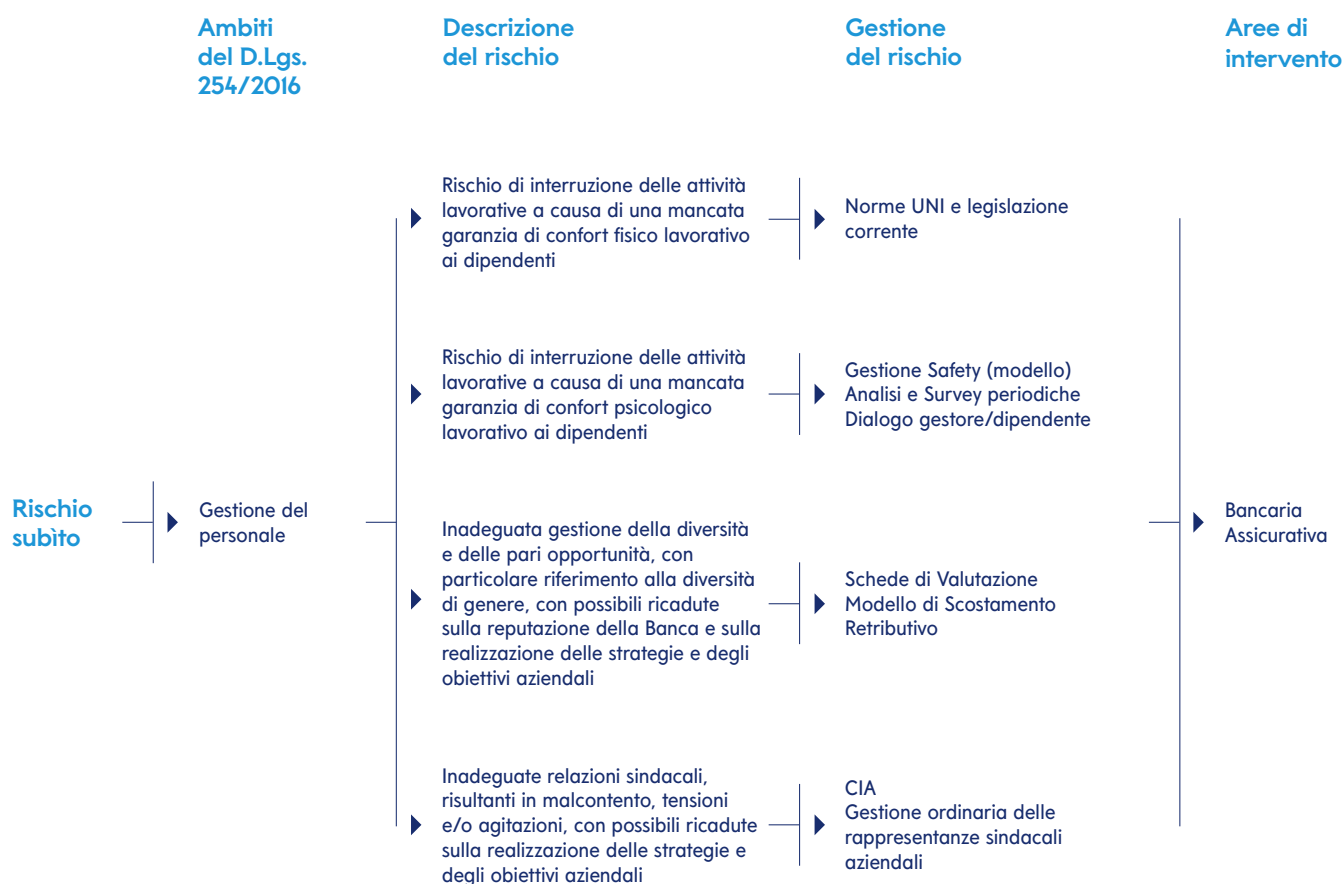 Ambiti
del D.Lgs.
254/2016
Descrizione
del rischio
Gestione
del rischio
Aree di
intervento
Rischio
subìto
Gestione del
personale
Rischio di interruzione delle attività
lavorative a causa di una mancata
garanzia di confort fisico lavorativo
ai dipendenti
Norme UNI e legislazione
corrente
Rischio di interruzione delle attività
lavorative a causa di una mancata
garanzia di confort psicologico
lavorativo ai dipendenti
Gestione Safety (modello)
Analisi e Survey periodiche
Dialogo gestore/dipendente
Inadeguata gestione della diversità
e delle pari opportunità, con
particolare riferimento alla diversità
di genere, con possibili ricadute
sulla reputazione della Banca e sulla
realizzazione delle strategie e degli
obiettivi aziendali
Schede di Valutazione
Modello di Scostamento
Retributivo
Inadeguate relazioni sindacali,
risultanti in malcontento, tensioni
e/o agitazioni, con possibili ricadute
sulla realizzazione delle strategie e
degli obiettivi aziendali
CIA
Gestione ordinaria delle
rappresentanze sindacali
aziendali
Bancaria
Assicurativa